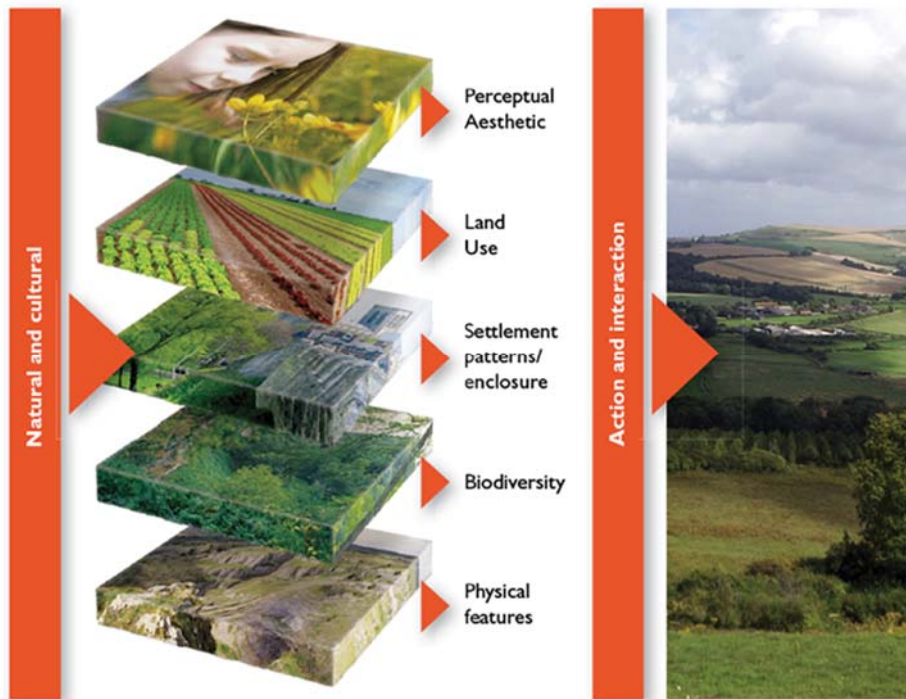 Natural and cultural
Perceptual
Aesthetic
Land
Use
Settlement
patterns/
enclosure
Biodiversity
Physical
features
Action and interaction